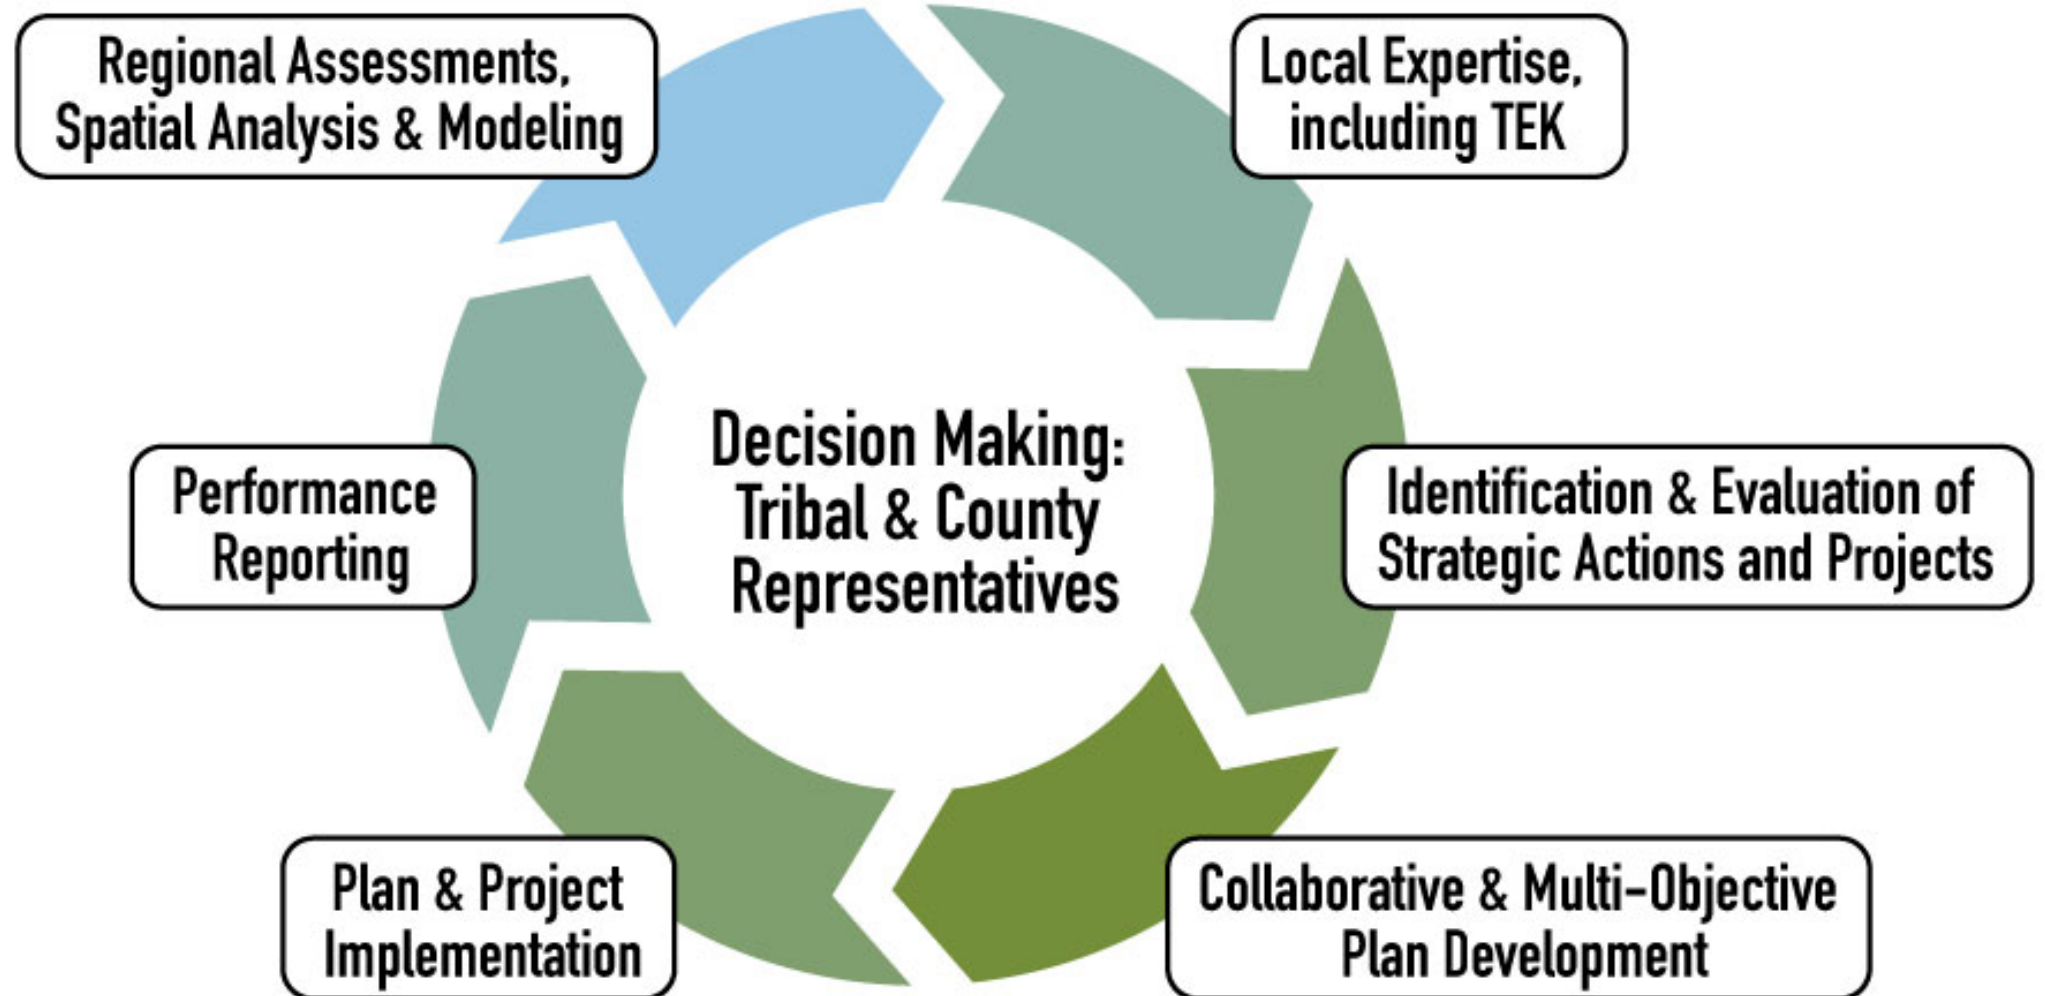 Regional Assessments,
Spatial Analysis & Modeling
Local Expertise,
including TEK
Identification & Evaluation of
Strategic Actions and Projects
Collaborative & Multi-Objective
Plan Development
Plan & Project
Implementation
Performance
Reporting
Decision Making:
Tribal & County
Representatives